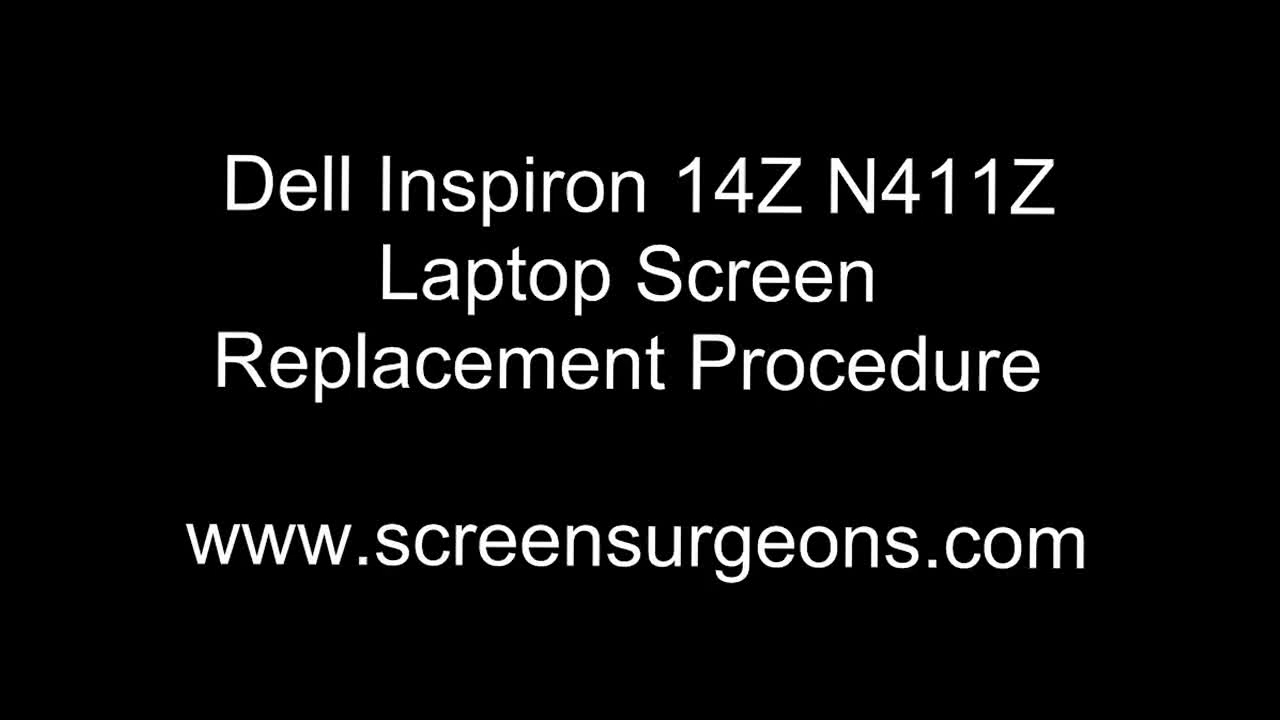 Dell Inspiron 14Z N411Z
Laptop Screen
Replacement Procedure
www.screensurgeons.com